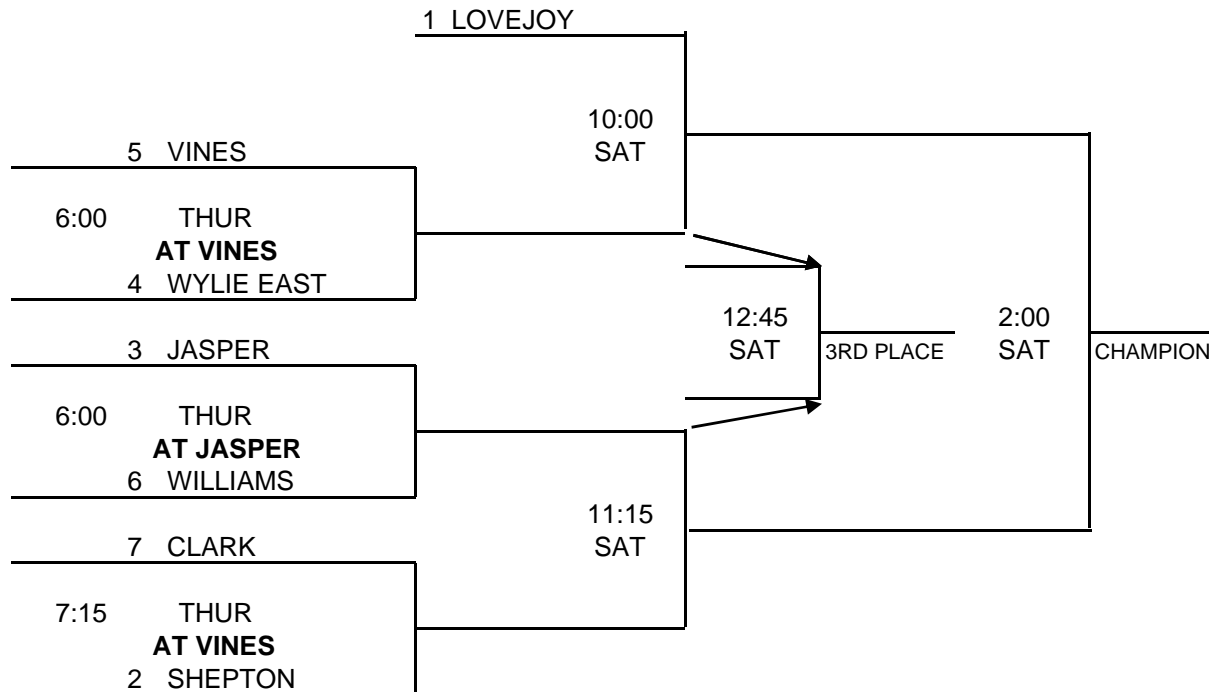 1 LOVEJOY
10:00
SAT
5 VINES
6:00 THUR
AT VINES
4 WYLIE EAST
12:45
SAT
3RD PLACE
2:00
SAT
CHAMPION
3 JASPER
6:00 THUR
AT JASPER
6 WILLIAMS
11:15
SAT
7 CLARK
7:15 THUR
AT VINES
2 SHEPTON